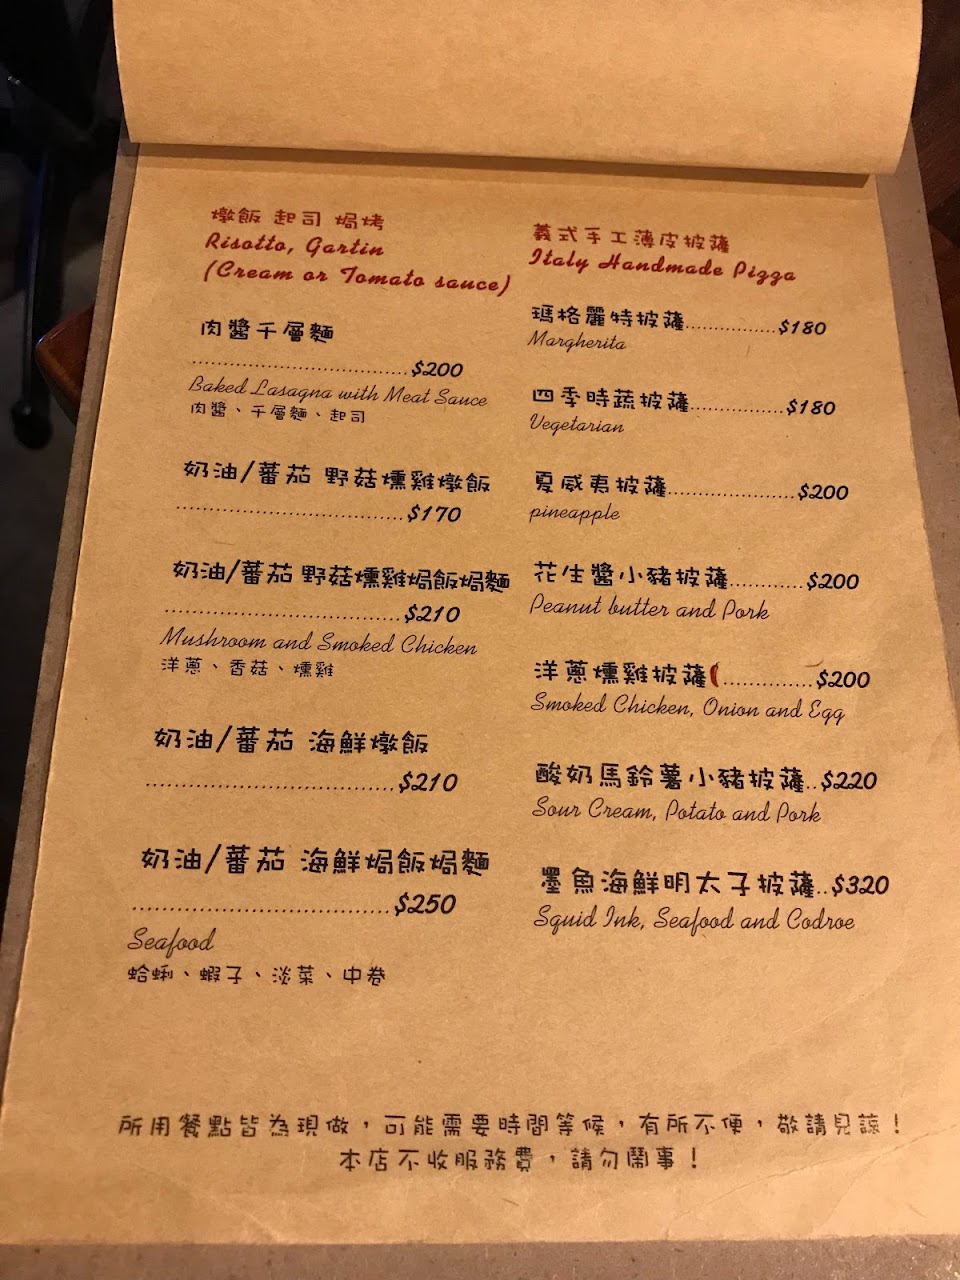 燉飯 起司 焗烤
Risotto, Gartin
(Cream or Tomato sauce)
肉醬千層麵
..................................$200
Baked Lasagna with Meat Sauce
肉醬、千層麵、起司
奶油/蕃茄 野菇燻雞燉飯
..................................$170
奶油/蕃茄 野菇燻雞焗飯焗麵
..................................$210
Mushroom and Smoked Chicken
洋蔥、香菇、燻雞
奶油/蕃茄 海鮮燉飯
..................................$210
奶油/蕃茄 海鮮焗飯焗麵
..................................$250
Seafood
蛤蜊、蝦子、淡菜、中卷
義式手工薄皮披薩
Italy Handmade Pizza
瑪格麗特披薩..............$180
Margherita
四季時蔬披薩..............$180
Vegetarian
夏威夷披薩...................$200
pineapple
花生醬小豬披薩...........$200
Peanut butter and Pork
洋蔥燻雞披薩..............$200
Smoked Chicken, Onion and Egg
酸奶馬鈴薯小豬披薩..$220
Sour Cream, Potato and Pork
墨魚海鮮明太子披薩..$320
Squid Ink, Seafood and Codroe
所用餐點皆為現做，可能需要時間等候，有所不便，敬請見諒！
本店不收服務費，請勿鬧事！